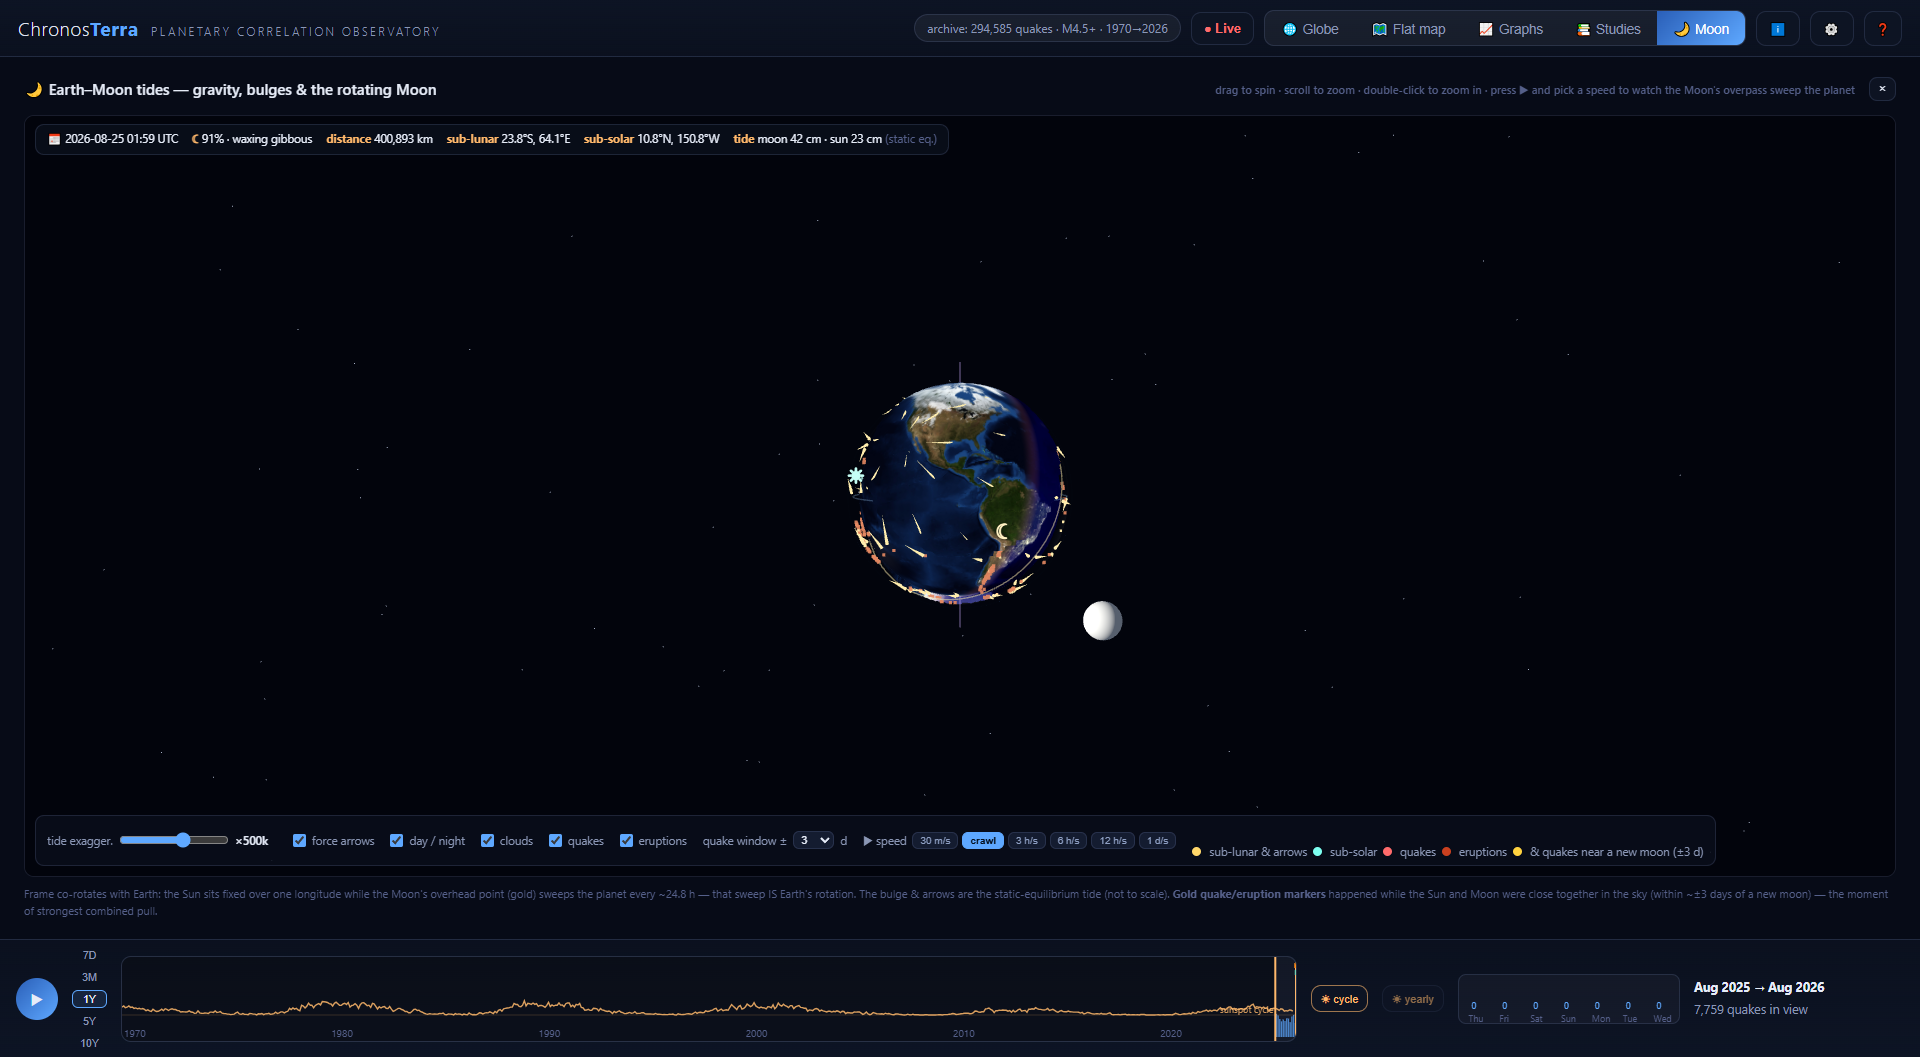 ChronosTerra PLANETARY CORRELATION OBSERVATORY
archive: 294,585 quakes · M4.5+ · 1970→2026
Live
Globe
Flat map
Graphs
Studies
Moon
?
Earth–Moon tides — gravity, bulges & the rotating Moon
drag to spin · scroll to zoom · double-click to zoom in · press ▶ and pick a speed to watch the Moon's overpass sweep the planet
×
2026-08-25 01:59 UTC ☾ 91% · waxing gibbous distance 400,893 km sub-lunar 23.8°S, 64.1°E sub-solar 10.8°N, 150.8°W tide moon 42 cm · sun 23 cm (static eq.)
tide exagger. ×500k force arrows day / night clouds quakes eruptions quake window ± 3 d ▶ speed 30 m/s crawl 3 h/s 6 h/s 12 h/s 1 d/s
sub-lunar & arrows sub-solar quakes eruptions & quakes near a new moon (±3 d)
Frame co-rotates with Earth: the Sun sits fixed over one longitude while the Moon's overhead point (gold) sweeps the planet every ~24.8 h — that sweep IS Earth's rotation. The bulge & arrows are the static-equilibrium tide (not to scale). Gold quake/eruption markers happened while the Sun and Moon were close together in the sky (within ~±3 days of a new moon) — the moment
of strongest combined pull.
7D
3M
1Y
5Y
10Y
sunspot cycle
1970 1980 1990 2000 2010 2020
☀ cycle
☀ yearly
0 0 0 0 0 0 0
Thu Fri Sat Sun Mon Tue Wed
Aug 2025 → Aug 2026
7,759 quakes in view